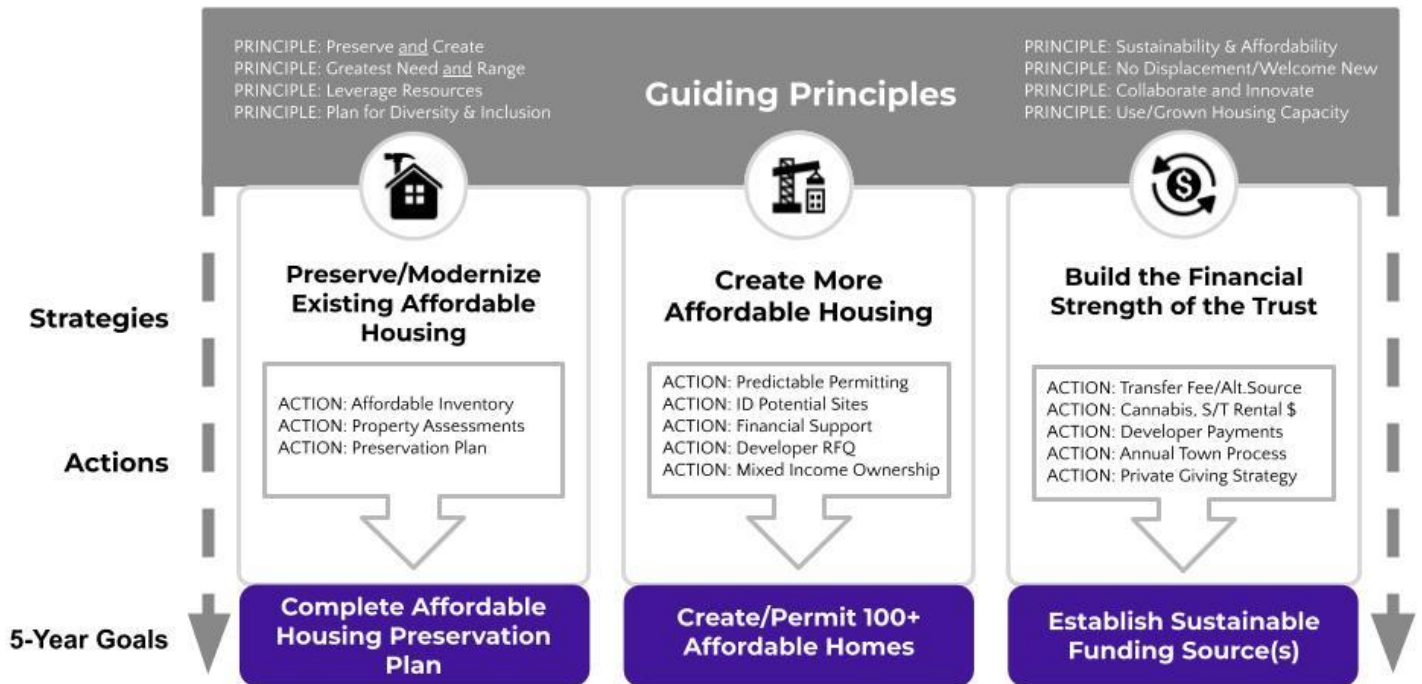 PRINCIPLE: Preserve and Create
PRINCIPLE: Greatest Need and Range
PRINCIPLE: Leverage Resources
PRINCIPLE: Plan for Diversity & Inclusion
Guiding Principles
PRINCIPLE: Sustainability & Affordability
PRINCIPLE: No Displacement/Welcome New
PRINCIPLE: Collaborate and Innovate
PRINCIPLE: Use/Grown Housing Capacity
Strategies
Preserve/Modernize
Existing Affordable
Housing
Create More
Affordable Housing
Build the Financial
Strength of the Trust
Actions
ACTION: Affordable Inventory
ACTION: Property Assessments
ACTION: Preservation Plan
ACTION: Predictable Permitting
ACTION: ID Potential Sites
ACTION: Financial Support
ACTION: Developer RFQ
ACTION: Mixed Income Ownership
ACTION: Transfer Fee/Alt.Source
ACTION: Cannabis, S/T Rental $
ACTION: Developer Payments
ACTION: Annual Town Process
ACTION: Private Giving Strategy
5-Year Goals
Complete Affordable
Housing Preservation
Plan
Create/Permit 100+
Affordable Homes
Establish Sustainable
Funding Source(s)